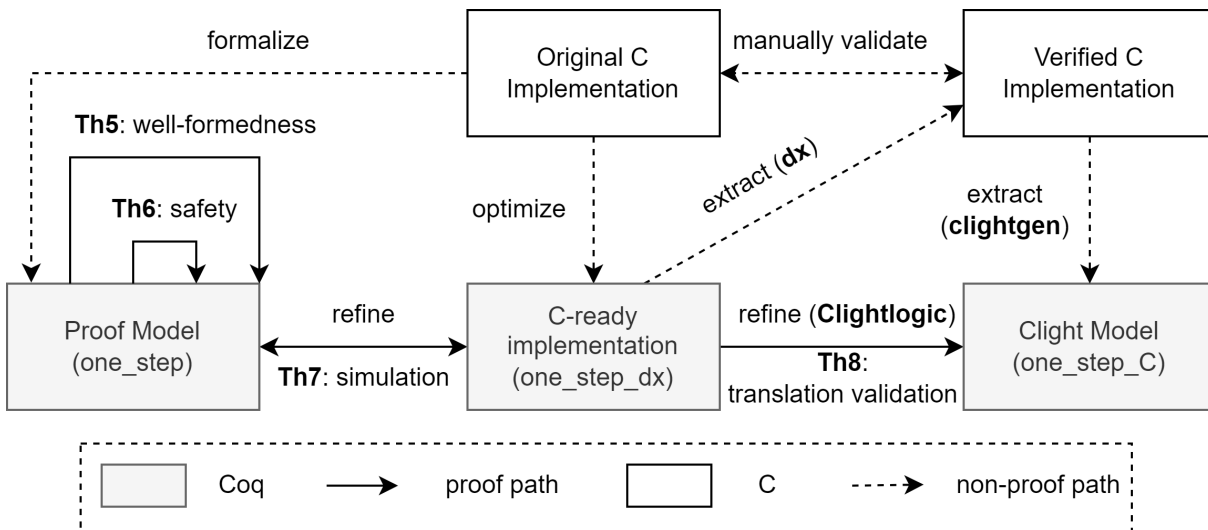 formalize
Original C
Implementation
manually validate
Verified C
Implementation
Th5: well-formedness
Th6: safety
optimize
extract (dx)
extract
(clightgen)
Proof Model
(one_step)
refine
Th7: simulation
C-ready
implementation
(one_step_dx)
refine (Clightlogic)
Th8:
translation validation
Clight Model
(one_step_C)
Coq
proof path
C
non-proof path